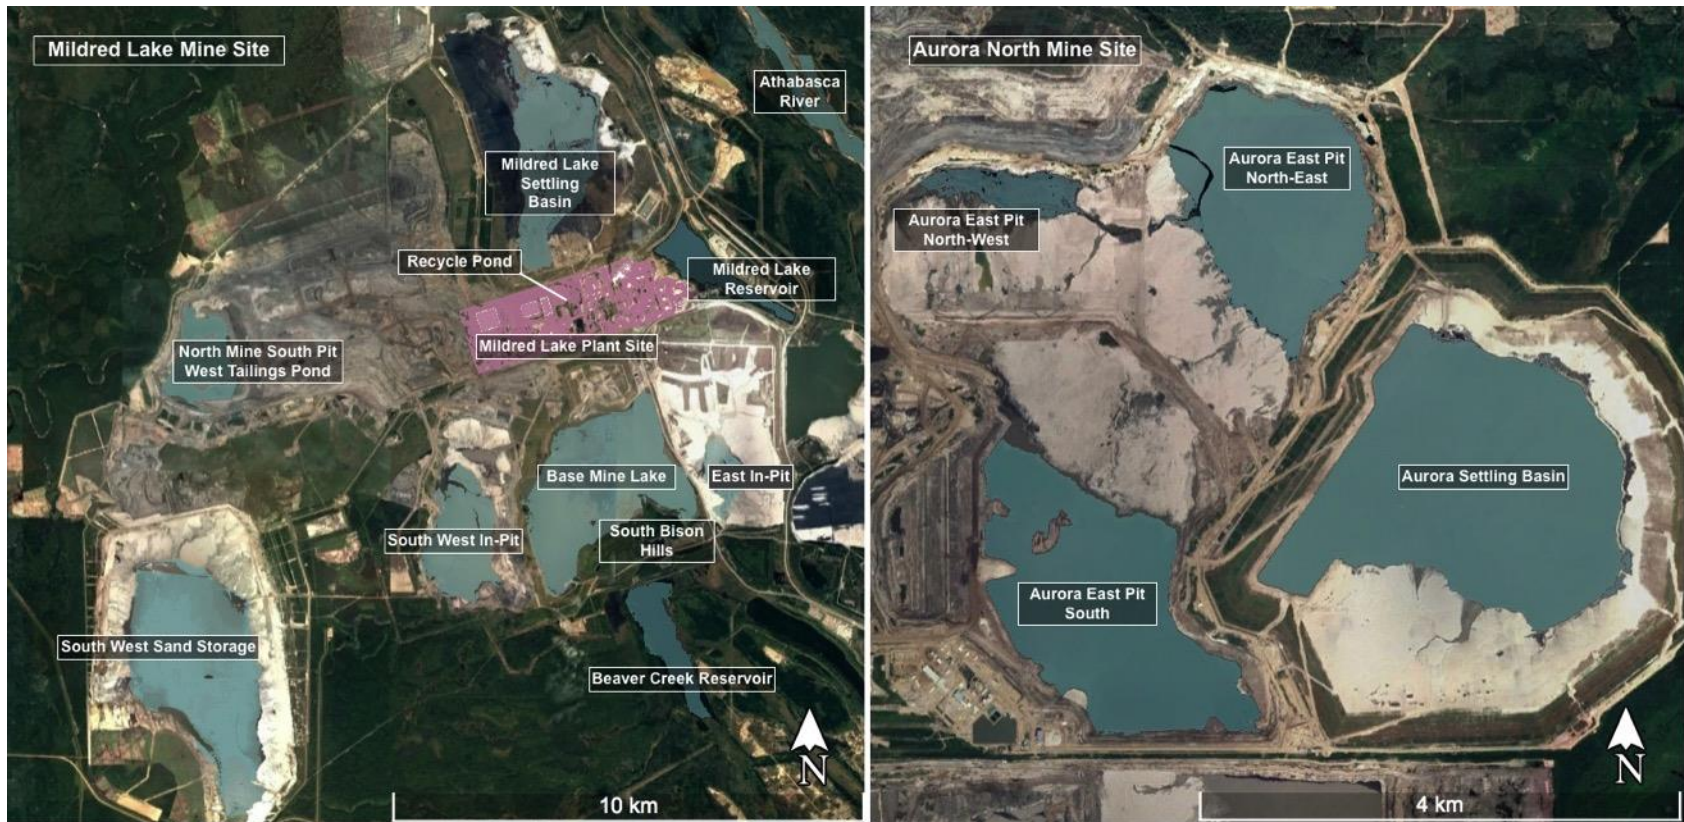 Mildred Lake Mine Site
Athabasca
River
Mildred Lake
Settling
Basin
Recycle Pond
Mildred Lake
Reservoir
North Mine South Pit
West Tailings Pond
Mildred Lake Plant Site
Base Mine Lake
East In-Pit
South West In-Pit
South Bison
Hills
South West Sand Storage
Beaver Creek Reservoir
N
10 km
Aurora North Mine Site
Aurora East Pit
North-East
Aurora East Pit
North-West
Aurora Settling Basin
Aurora East Pit
South
N
4 km